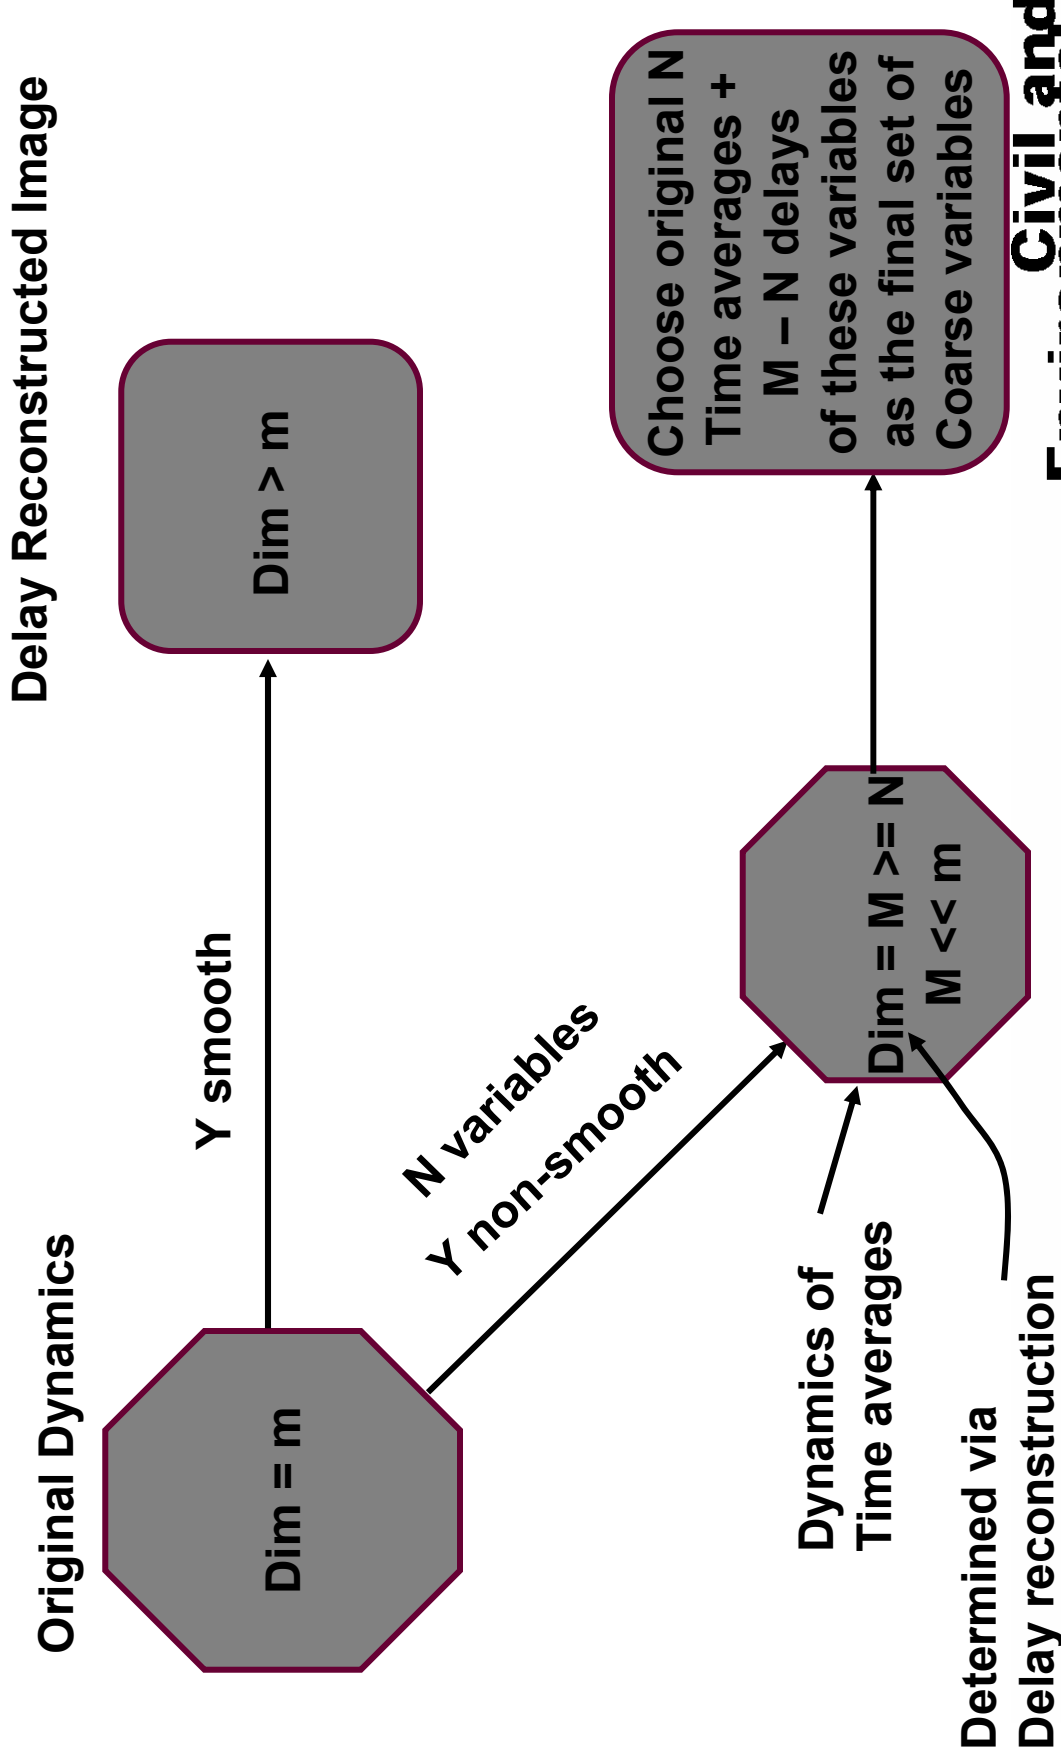 Original Dynamics
Delay Reconstructed Image
Dim = m
Y smooth
Dim > m
N variables
Y non-smooth
Dynamics of
Time averages
Dim = M >= N
M << m
Choose original N
Time averages +
M – N delays
of these variables
as the final set of
Coarse variables
Determined via
Delay reconstruction
Civil and